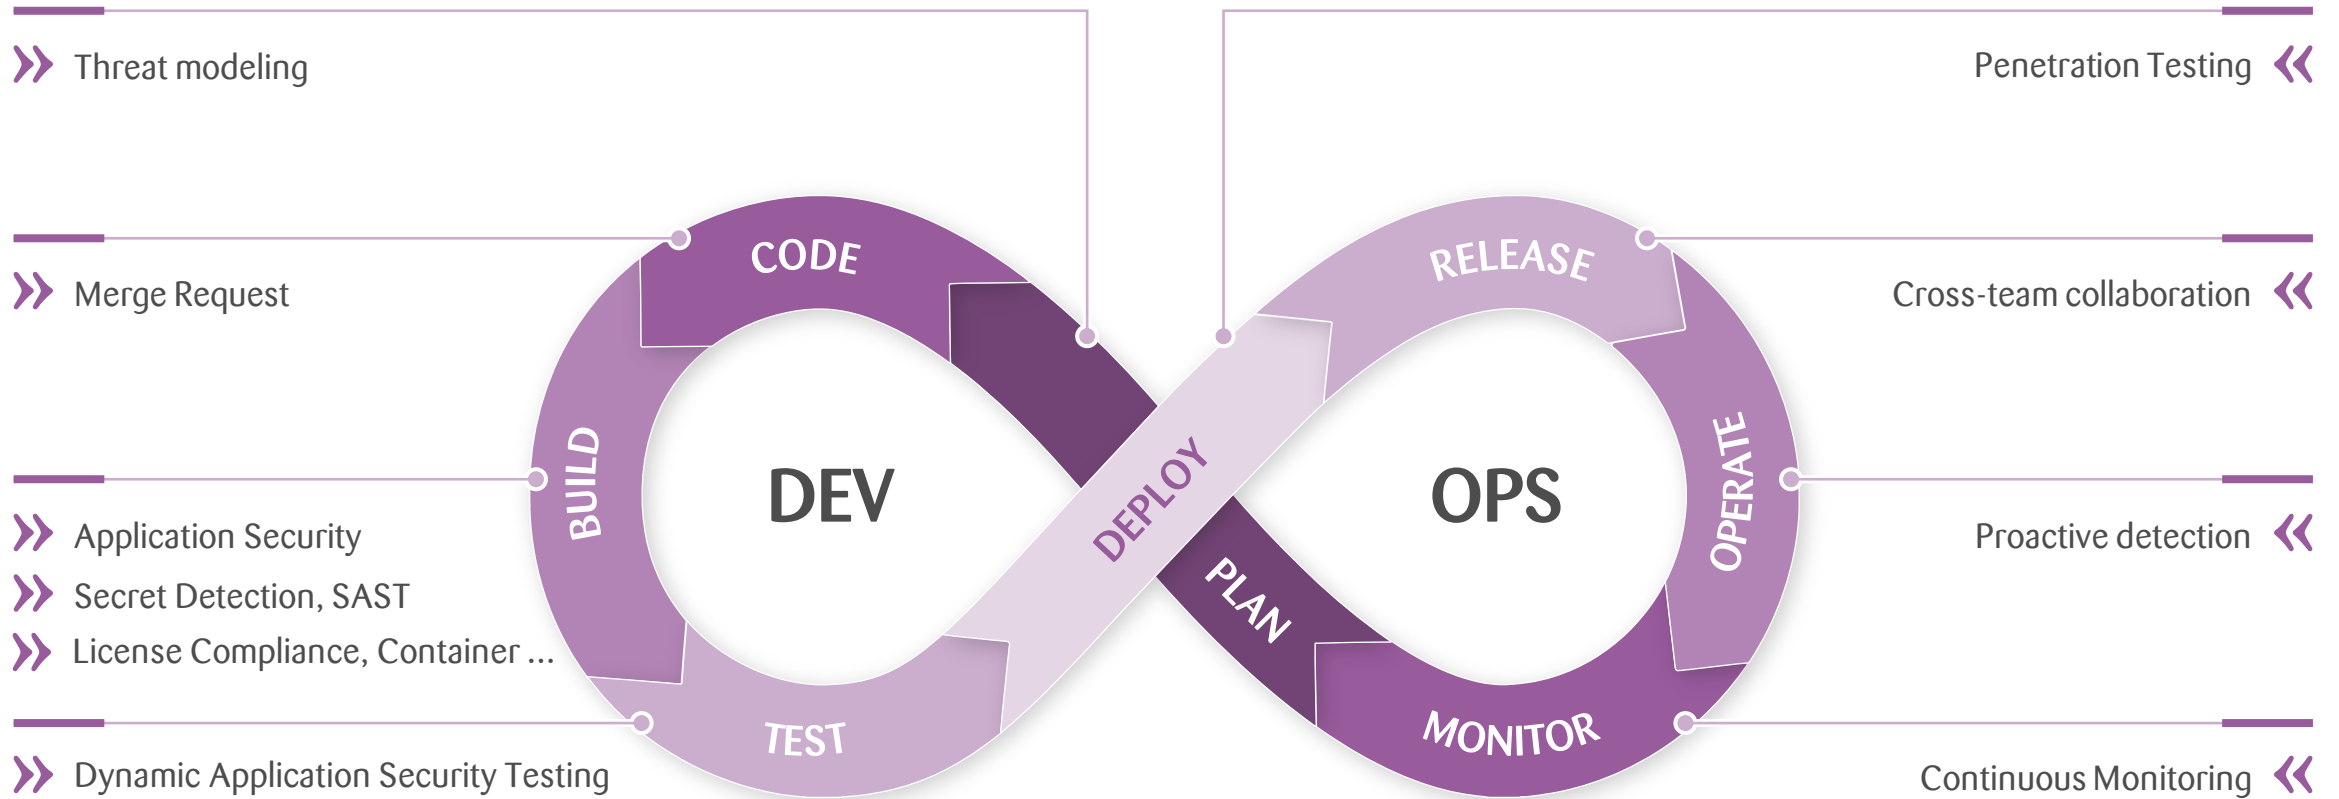 Threat modeling
Merge Request
Application Security
Secret Detection, SAST
License Compliance, Container ...
Dynamic Application Security Testing
CODE
BUILD
TEST
DEV
DEPLOY
PLAN
OPS
RELEASE
OPERATE
MONITOR
Penetration Testing
Cross-team collaboration
Proactive detection
Continuous Monitoring